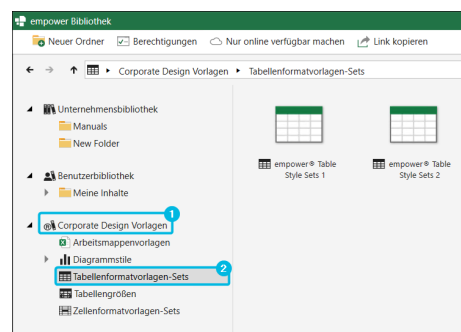 empower Bibliothek
Neuer Ordner Berechtigungen Nur online verfügbar machen Link kopieren
Corporate Design Vorlagen Tabellenformatvorlagen-Sets
Unternehmensbibliothek
Manuals
New Folder
Benutzerbibliothek
Meine Inhalte
1
Corporate Design Vorlagen
Arbeitsmappenvorlagen
Diagrammstile
2
Tabellenformatvorlagen-Sets
Tabellengrößen
Zellenformatvorlagen-Sets
empower® Table
Style Sets 1
empower® Table
Style Sets 2